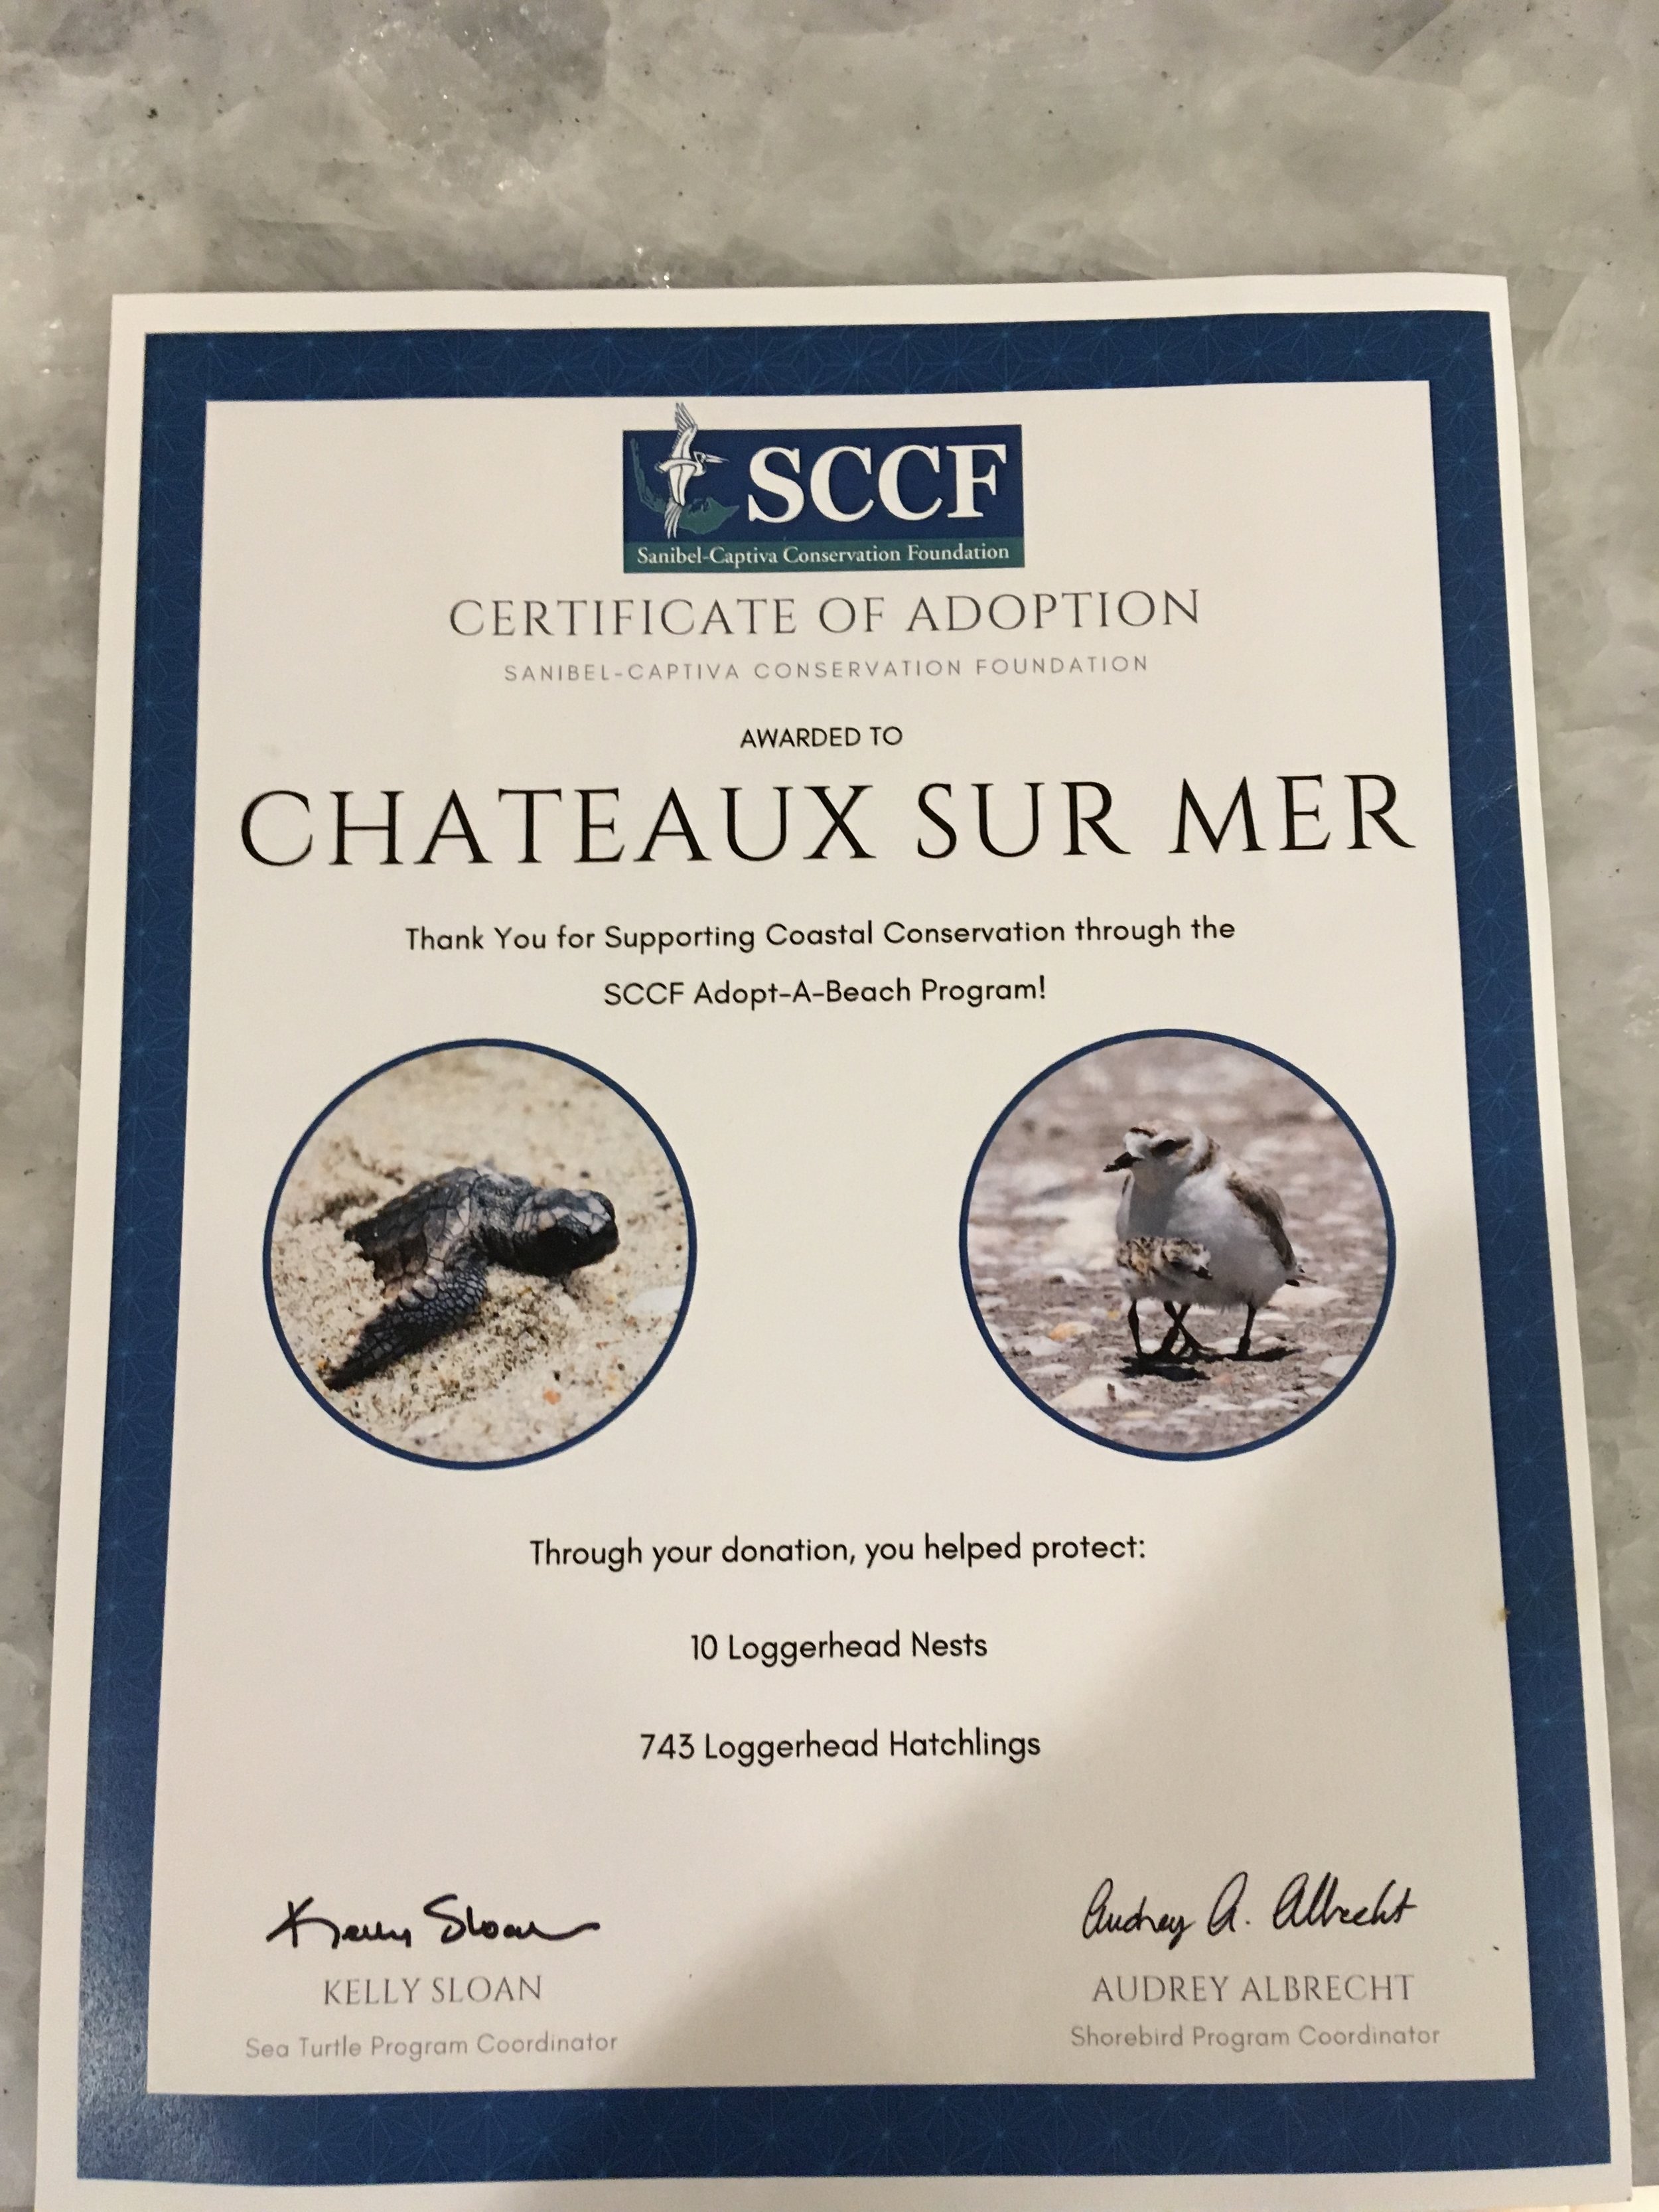 SCCF
Sanibel-Captiva Conservation Foundation
CERTIFICATE OF ADOPTION
SANIBEL-CAPTIVA CONSERVATION FOUNDATION
AWARDED TO
CHATEAUX SUR MER
Thank You for Supporting Coastal Conservation through the
SCCF Adopt-A-Beach Program!
Through your donation, you helped protect:
10 Loggerhead Nests
743 Loggerhead Hatchlings
Kelly Sloan
Audrey A. Albrecht
KELLY SLOAN
AUDREY ALBRECHT
Sea Turtle Program Coordinator
Shorebird Program Coordinator